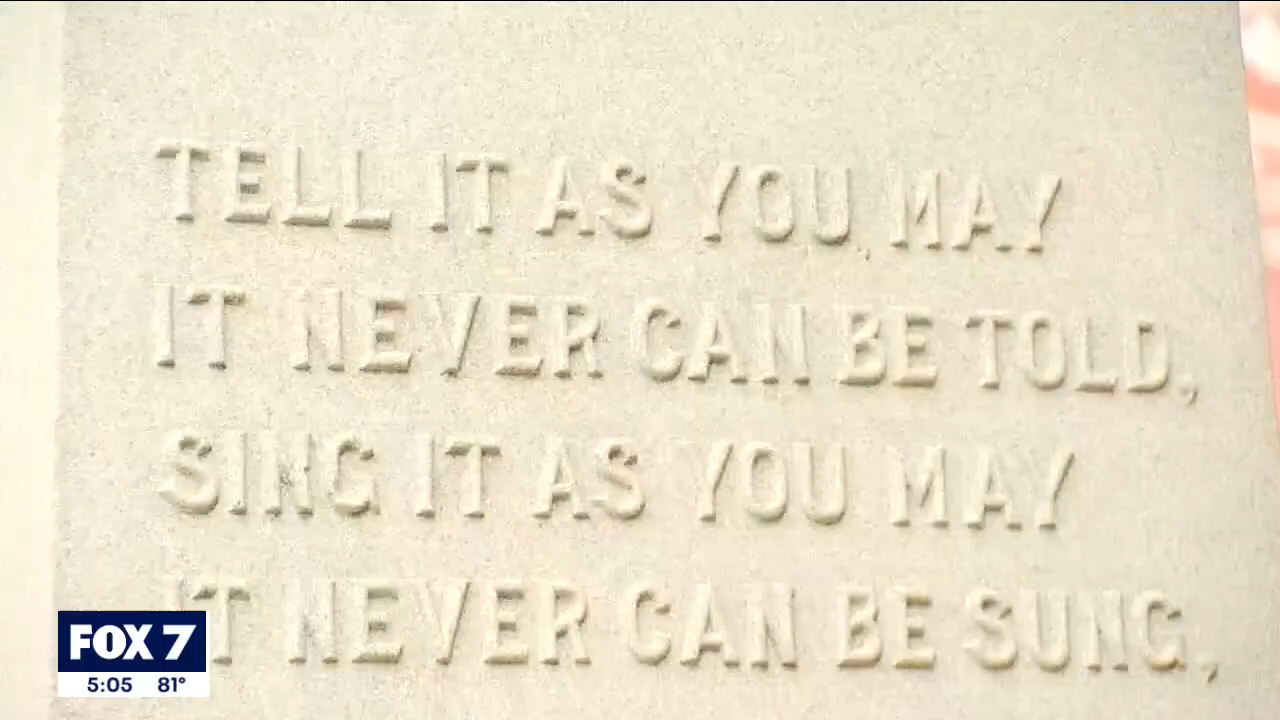 TELL IT AS YOU MAY
IT NEVER CAN BE TOLD,
SING IT AS YOU MAY
IT NEVER CAN BE SUNG,
FOX 7
5:05 81°